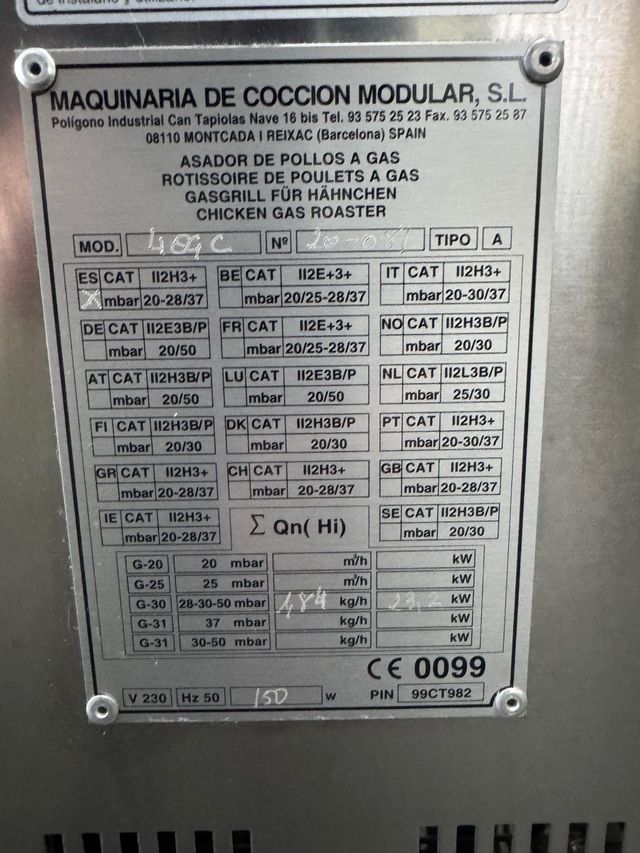 de instalarlo y utilizarlo.
MAQUINARIA DE COCCION MODULAR, S.L.
Polígono Industrial Can Tapiolas Nave 16 bis Tel. 93 575 25 23 Fax. 93 575 25 87
08110 MONTCADA I REIXAC (Barcelona) SPAIN
ASADOR DE POLLOS A GAS
ROTISSOIRE DE POULETS A GAS
GASGRILL FÜR HÄHNCHEN
CHICKEN GAS ROASTER
MOD. Nº TIPO A
ES CAT II2H3+ BE CAT II2E+3+ IT CAT II2H3+
X mbar 20-28/37 mbar 20/25-28/37 mbar 20-30/37
DE CAT II2E3B/P FR CAT II2E+3+ NO CAT II2H3B/P
mbar 20/50 mbar 20/25-28/37 mbar 20/30
AT CAT II2H3B/P LU CAT II2E3B/P NL CAT II2L3B/P
mbar 20/50 mbar 20/50 mbar 25/30
FI CAT II2H3B/P DK CAT II2H3B/P PT CAT II2H3+
mbar 20/30 mbar 20/30 mbar 20-30/37
GR CAT II2H3+ CH CAT II2H3+ GB CAT II2H3+
mbar 20-28/37 mbar 20-28/37 mbar 20-28/37
IE CAT II2H3+ Σ Qn( Hi) SE CAT II2H3B/P
mbar 20-28/37 mbar 20/30
G-20 20 mbar m³/h kW
G-25 25 mbar m³/h kW
G-30 28-30-50 mbar kg/h 23,2 kW
G-31 37 mbar kg/h kW
G-31 30-50 mbar kg/h kW
CE 0099
V 230 Hz 50 150 w PIN 99CT982